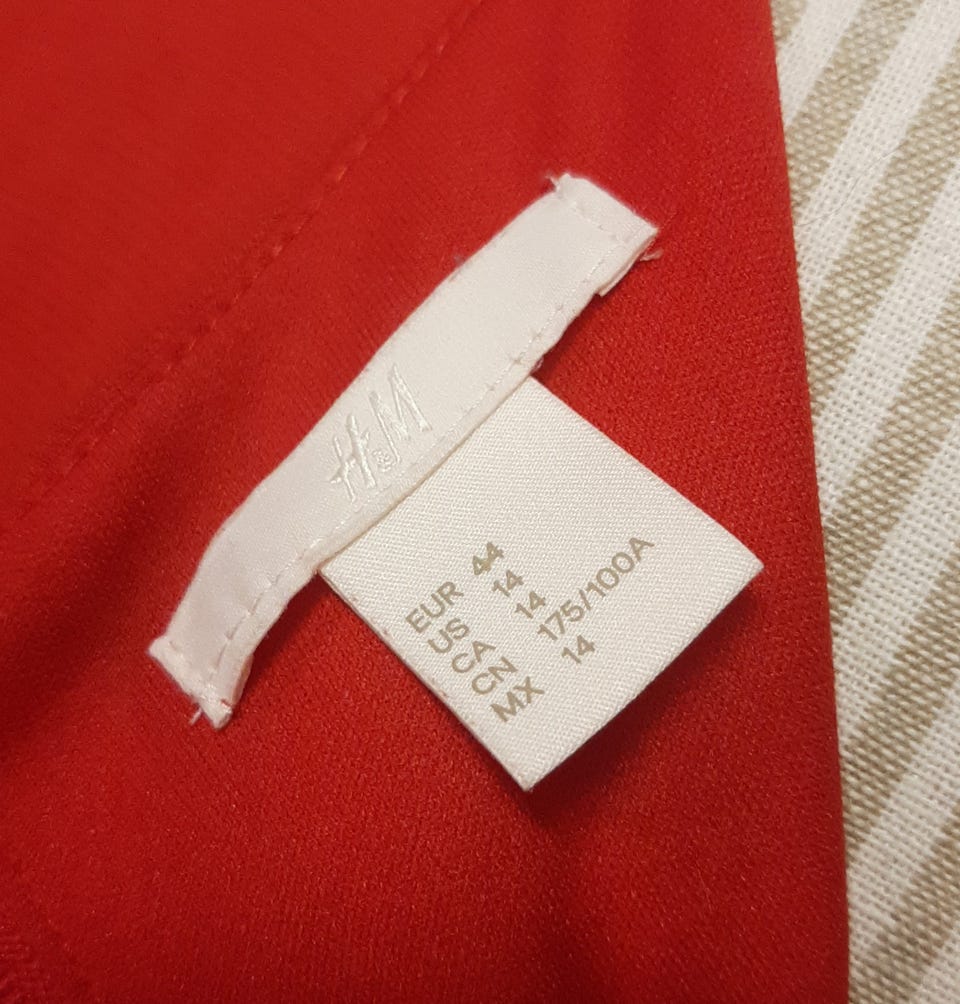 H&M
EUR 44
US 14
CA 14
CN 175/100A
MX 14